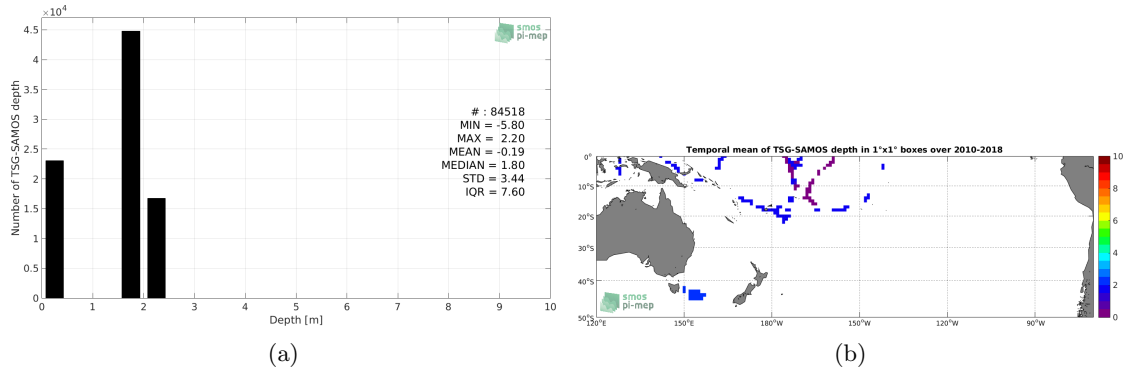 ×10⁴
4.5
4
3.5
3
2.5
2
1.5
1
0.5
0
Number of TSG-SAMOS depth
smos
pi-mep
# : 84518
MIN = -5.80
MAX = 2.20
MEAN = -0.19
MEDIAN = 1.80
STD = 3.44
IQR = 7.60
0 1 2 3 4 5 6 7 8 9 10
Depth [m]
(a)
Temporal mean of TSG-SAMOS depth in 1°x1° boxes over 2010-2018
0°
10°S
20°S
30°S
40°S
50°S
120°E 150°E 180°W 150°W 120°W 90°W
smos
pi-mep
10
8
6
4
2
0
(b)